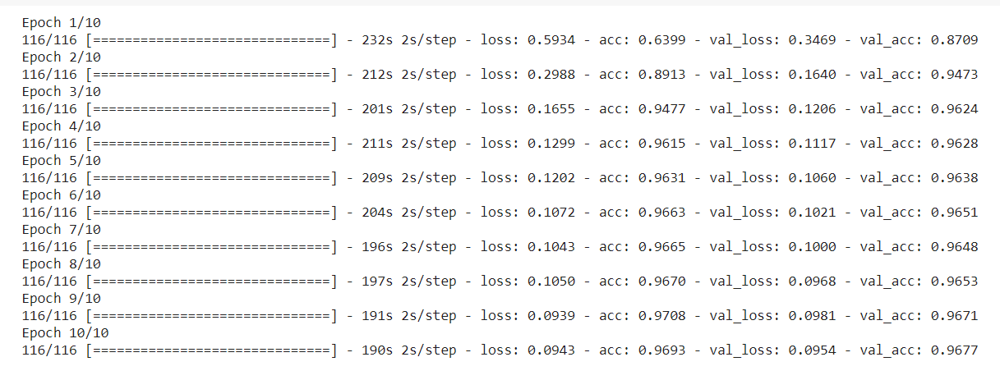 Epoch 1/10
116/116 [==============================] - 232s 2s/step - loss: 0.5934 - acc: 0.6399 - val_loss: 0.3469 - val_acc: 0.8709
Epoch 2/10
116/116 [==============================] - 212s 2s/step - loss: 0.2988 - acc: 0.8913 - val_loss: 0.1640 - val_acc: 0.9473
Epoch 3/10
116/116 [==============================] - 201s 2s/step - loss: 0.1655 - acc: 0.9477 - val_loss: 0.1206 - val_acc: 0.9624
Epoch 4/10
116/116 [==============================] - 211s 2s/step - loss: 0.1299 - acc: 0.9615 - val_loss: 0.1117 - val_acc: 0.9628
Epoch 5/10
116/116 [==============================] - 209s 2s/step - loss: 0.1202 - acc: 0.9631 - val_loss: 0.1060 - val_acc: 0.9638
Epoch 6/10
116/116 [==============================] - 204s 2s/step - loss: 0.1072 - acc: 0.9663 - val_loss: 0.1021 - val_acc: 0.9651
Epoch 7/10
116/116 [==============================] - 196s 2s/step - loss: 0.1043 - acc: 0.9665 - val_loss: 0.1000 - val_acc: 0.9648
Epoch 8/10
116/116 [==============================] - 197s 2s/step - loss: 0.1050 - acc: 0.9670 - val_loss: 0.0968 - val_acc: 0.9653
Epoch 9/10
116/116 [==============================] - 191s 2s/step - loss: 0.0939 - acc: 0.9708 - val_loss: 0.0981 - val_acc: 0.9671
Epoch 10/10
116/116 [==============================] - 190s 2s/step - loss: 0.0943 - acc: 0.9693 - val_loss: 0.0954 - val_acc: 0.9677